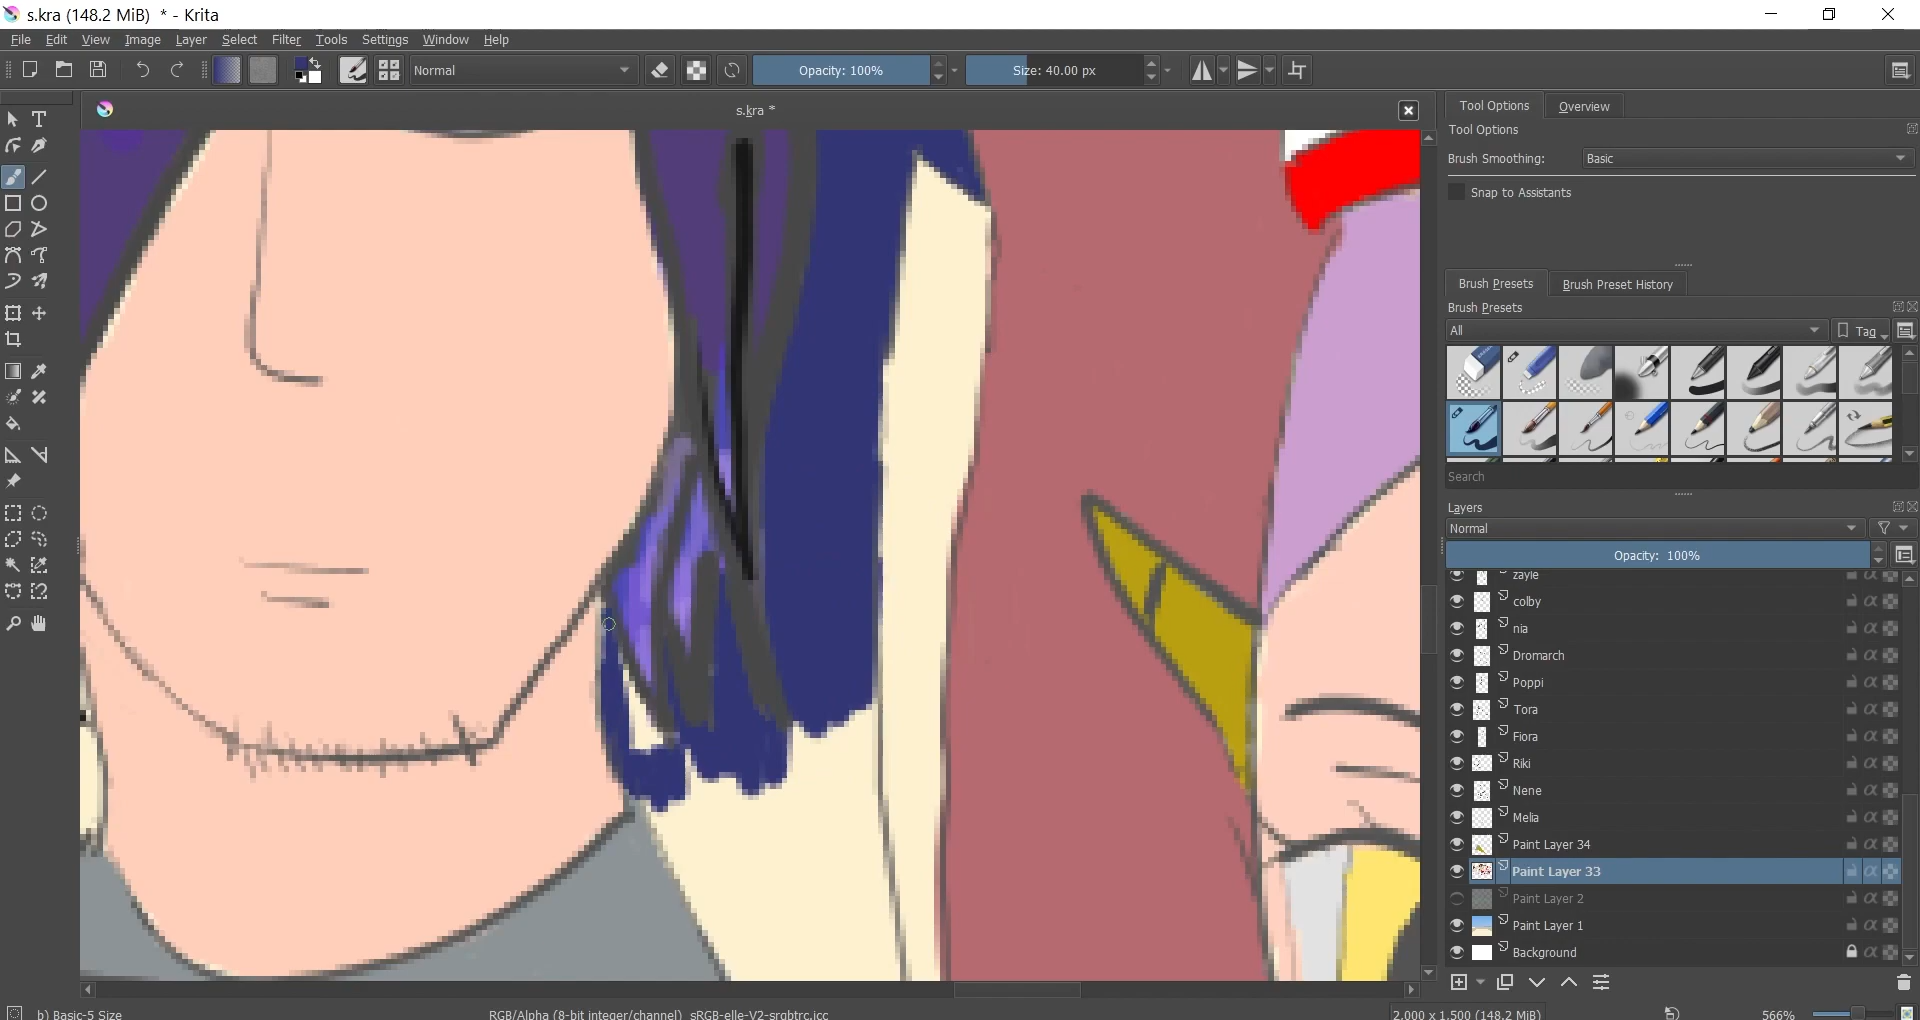 s.kra (148.2 MiB) * - Krita
File Edit View Image Layer Select Filter Tools Settings Window Help
Normal
Opacity: 100%
Size: 40.00 px
s.kra *
Tool Options Overview
Tool Options
Brush Smoothing: Basic
Snap to Assistants
Brush Presets Brush Preset History
Brush Presets
All
Tag
Search
Layers
Normal
Opacity: 100%
zayle
colby
nia
Dromarch
Poppi
Tora
Fiora
Riki
Nene
Melia
Paint Layer 34
Paint Layer 33
Paint Layer 2
Paint Layer 1
Background
b) Basic-5 Size
RGB/Alpha (8-bit integer/channel) sRGB-elle-V2-srgbtrc.icc
2,000 x 1,500 (148.2 MiB)
566%